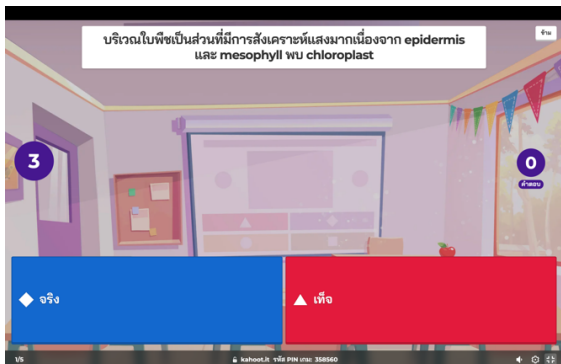 บริเวณใบพืชเป็นส่วนที่มีการสังเคราะห์แสงมากเนื่องจาก epidermis
และ mesophyll พบ chloroplast
ข้าม
3
0
คำตอบ
จริง
เท็จ
1/5
kahoot.it รหัส PIN เกม: 358560